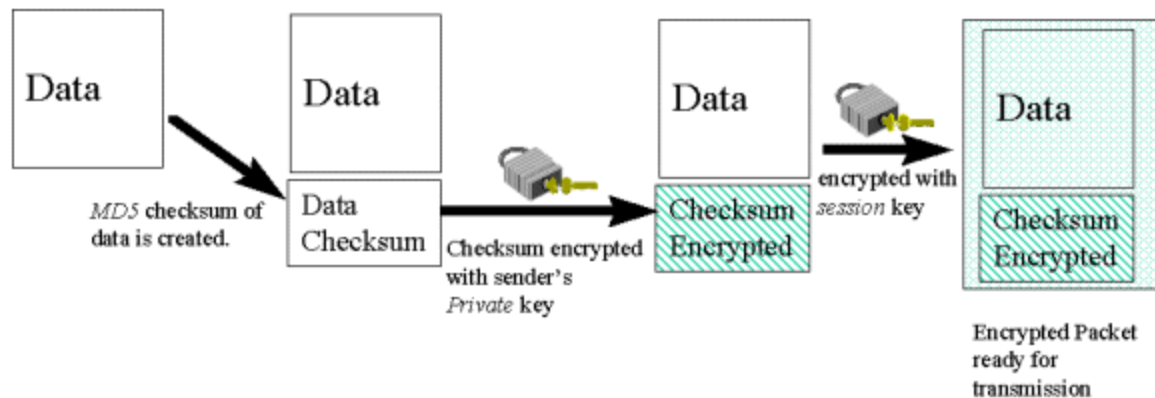 Data
MD5 checksum of
data is created.
Data
Data
Checksum
Checksum encrypted
with sender's
Private key
Data
Checksum
Encrypted
encrypted with
session key
Data
Checksum
Encrypted
Encrypted Packet
ready for
transmission